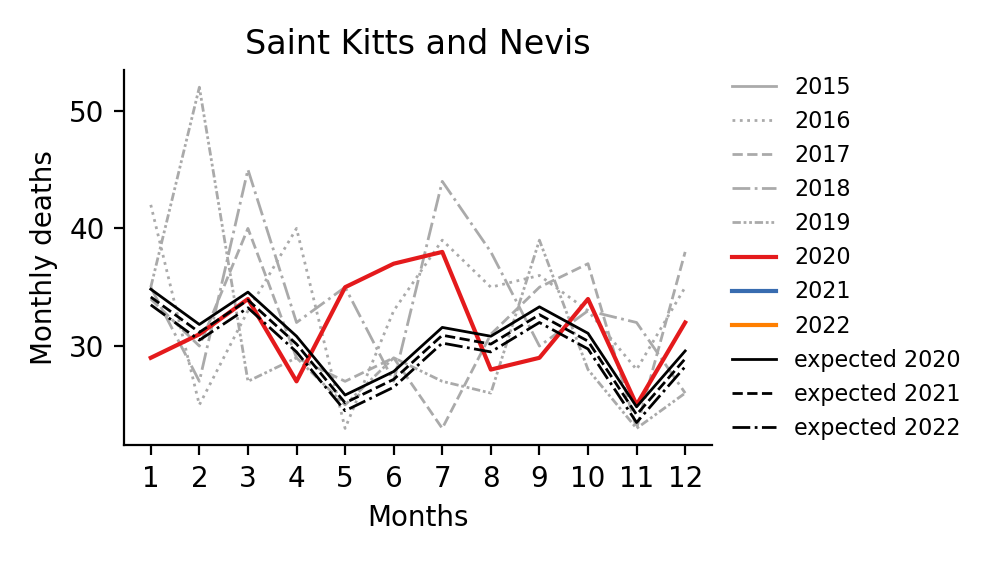 Saint Kitts and Nevis
Monthly deaths
50
40
30
1 2 3 4 5 6 7 8 9 10 11 12
Months
2015
2016
2017
2018
2019
2020
2021
2022
expected 2020
expected 2021
expected 2022